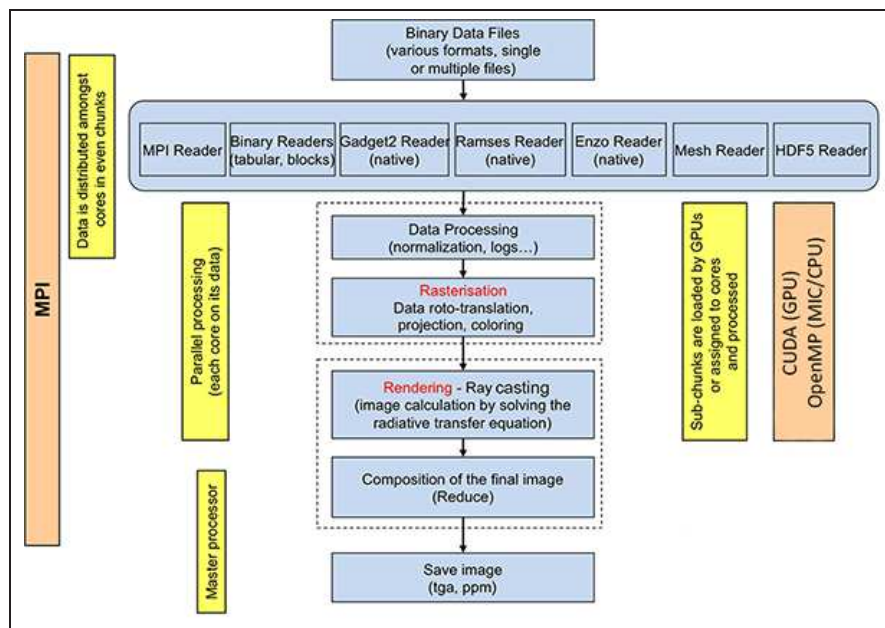 Binary Data Files
(various formats, single
or multiple files)
MPI
Data is distributed amongst
cores in even chunks
MPI Reader
Binary Readers
(tabular, blocks)
Gadget2 Reader
(native)
Ramses Reader
(native)
Enzo Reader
(native)
Mesh Reader
HDF5 Reader
Parallel processing
(each core on its data)
Data Processing
(normalization, logs...)
Rasterisation
Data roto-translation,
projection, coloring
Rendering - Ray casting
(image calculation by solving the
radiative transfer equation)
Sub-chunks are loaded by GPUs
or assigned to cores
and processed
CUDA (GPU)
OpenMP (MIC/CPU)
Master processor
Composition of the final image
(Reduce)
Save image
(tga, ppm)